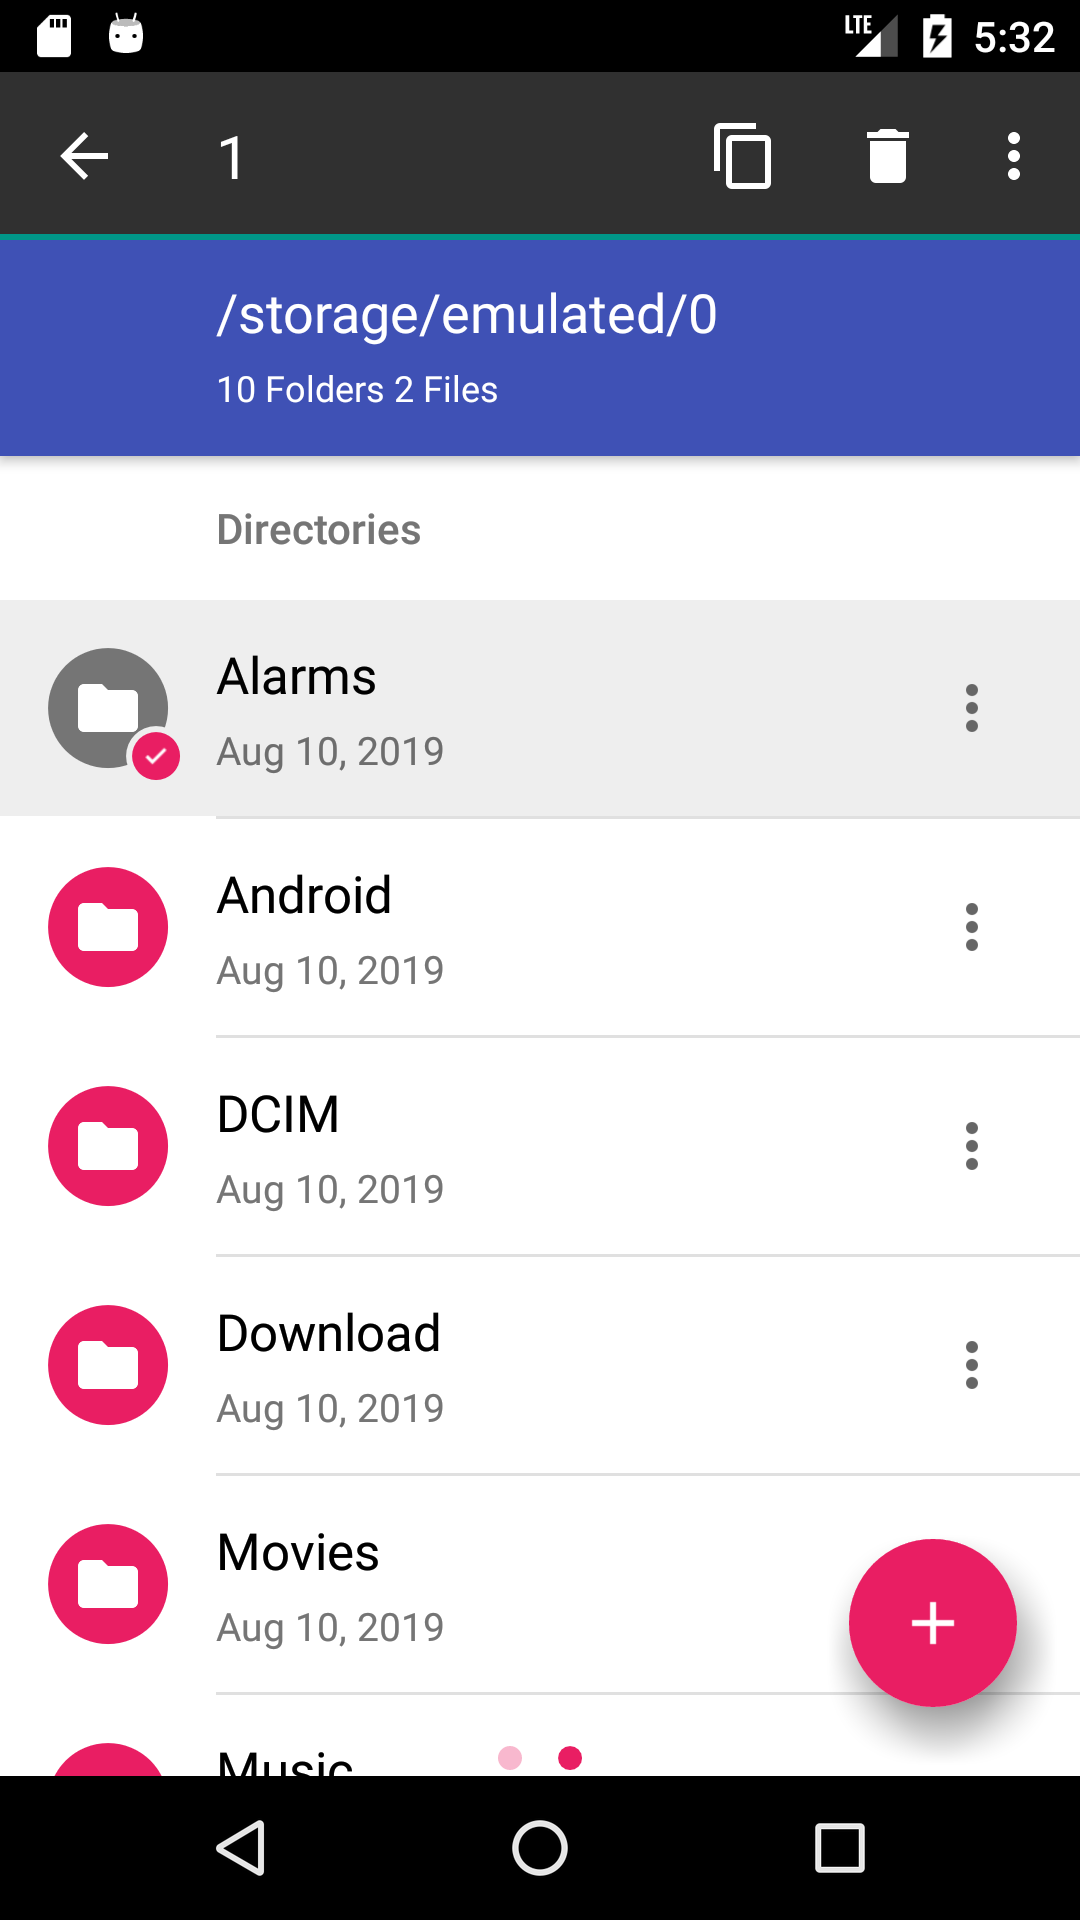 LTE 5:32
1
/storage/emulated/0
10 Folders 2 Files
Directories
Alarms
Aug 10, 2019
Android
Aug 10, 2019
DCIM
Aug 10, 2019
Download
Aug 10, 2019
Movies
Aug 10, 2019
Music